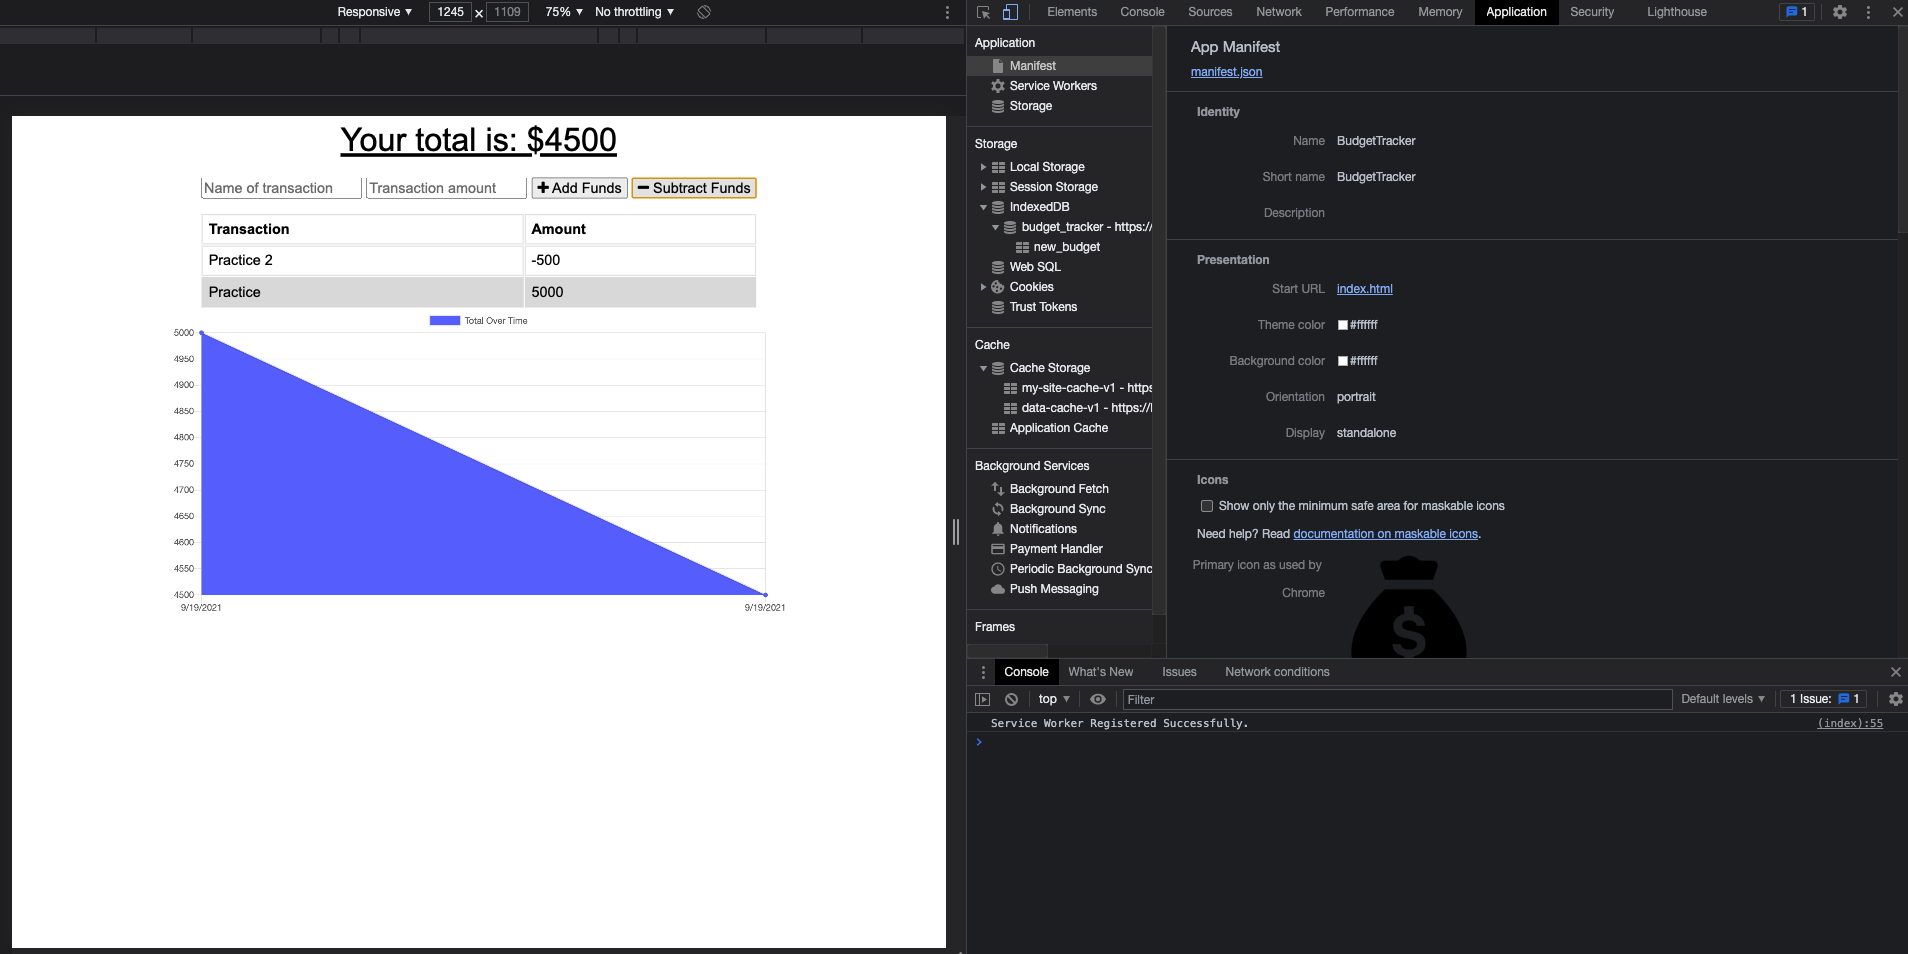 Responsive ▼ 1245 × 1109 75% ▼ No throttling ▼
Elements Console Sources Network Performance Memory Application Security Lighthouse 1
Your total is: $4500
Name of transaction Transaction amount Add Funds Subtract Funds
Transaction Amount
Practice 2 -500
Practice 5000
Total Over Time
5000
4950
4900
4850
4800
4750
4700
4650
4600
4550
4500
9/19/2021 9/19/2021
Application
Manifest
Service Workers
Storage
Storage
Local Storage
Session Storage
IndexedDB
budget_tracker - https://
new_budget
Web SQL
Cookies
Trust Tokens
Cache
Cache Storage
my-site-cache-v1 - https
data-cache-v1 - https://
Application Cache
Background Services
Background Fetch
Background Sync
Notifications
Payment Handler
Periodic Background Sync
Push Messaging
Frames
App Manifest
manifest.json
Identity
Name BudgetTracker
Short name BudgetTracker
Description
Presentation
Start URL index.html
Theme color #ffffff
Background color #ffffff
Orientation portrait
Display standalone
Icons
Show only the minimum safe area for maskable icons
Need help? Read documentation on maskable icons.
Primary icon as used by
Chrome
$
Console What's New Issues Network conditions
top ▼ Filter Default levels ▼ 1 Issue: 1
Service Worker Registered Successfully. (index):55